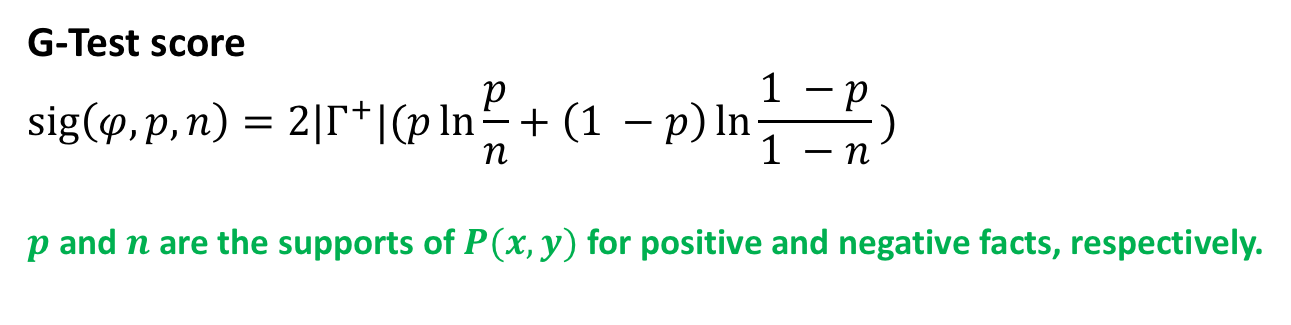 G-Test score
sig(φ, p, n) = 2|Γ⁺|(p ln p/n + (1 − p) ln (1 − p)/(1 − n))
p and n are the supports of P(x, y) for positive and negative facts, respectively.